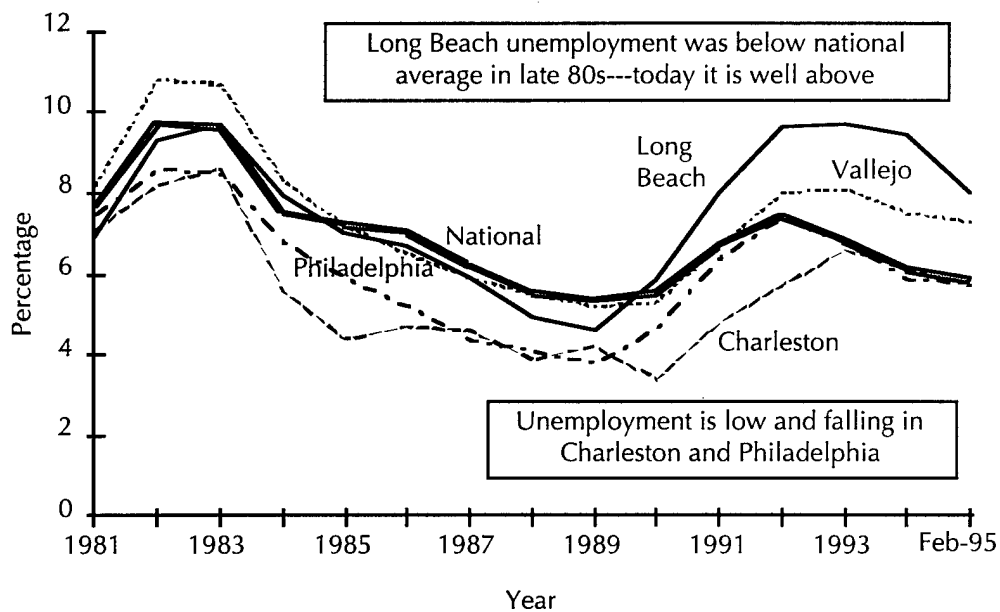 12
10
8
6
4
2
0
Percentage
Long Beach unemployment was below national
average in late 80s---today it is well above
Long
Beach
Vallejo
National
Philadelphia
Charleston
Unemployment is low and falling in
Charleston and Philadelphia
1981
1983
1985
1987
1989
1991
1993
Feb-95
Year